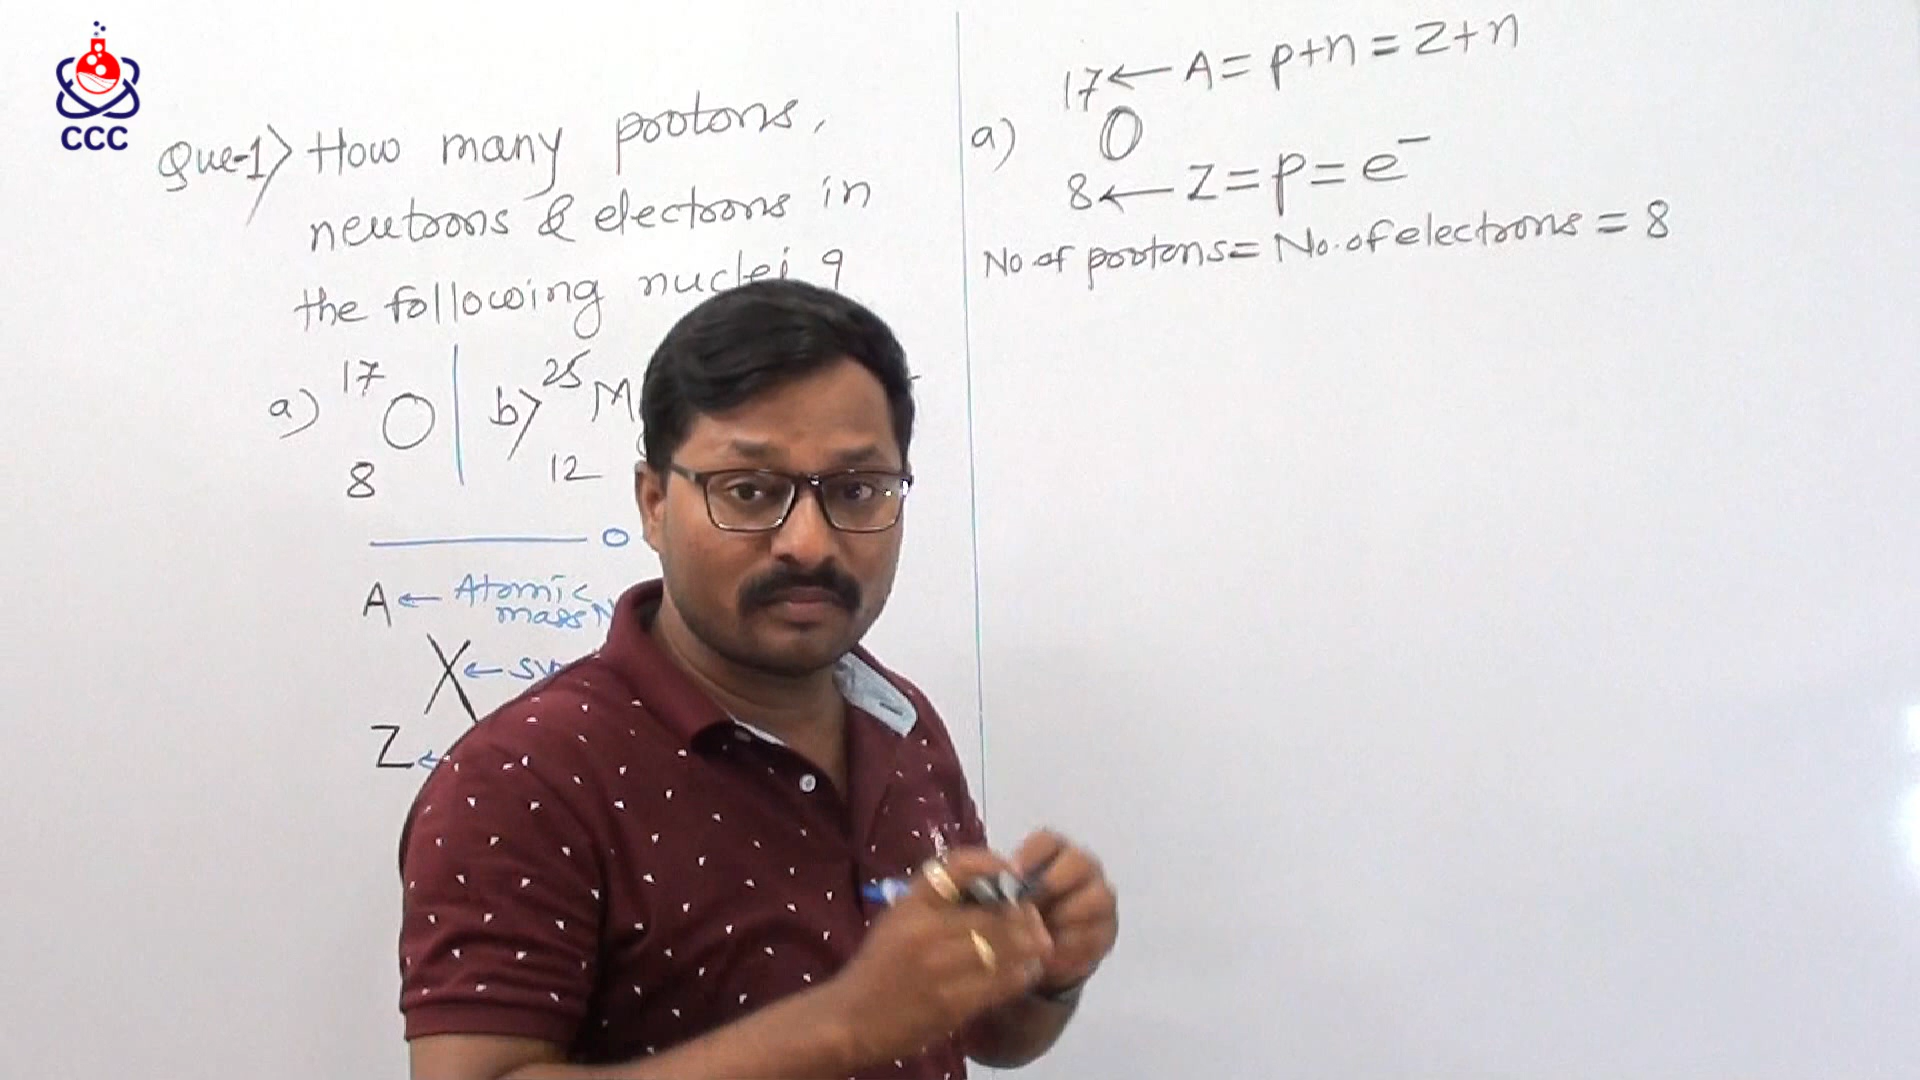 CCC
Que-1> How many protons,
neutrons & electrons in
the following nuclei ?
a) 17 O 8
b) 25 12
A ← Atomic
mass
X ←
Z ←
17 ← A = p+n = Z+n
a) O
8 ← Z = p = e⁻
No of protons = No. of electrons = 8